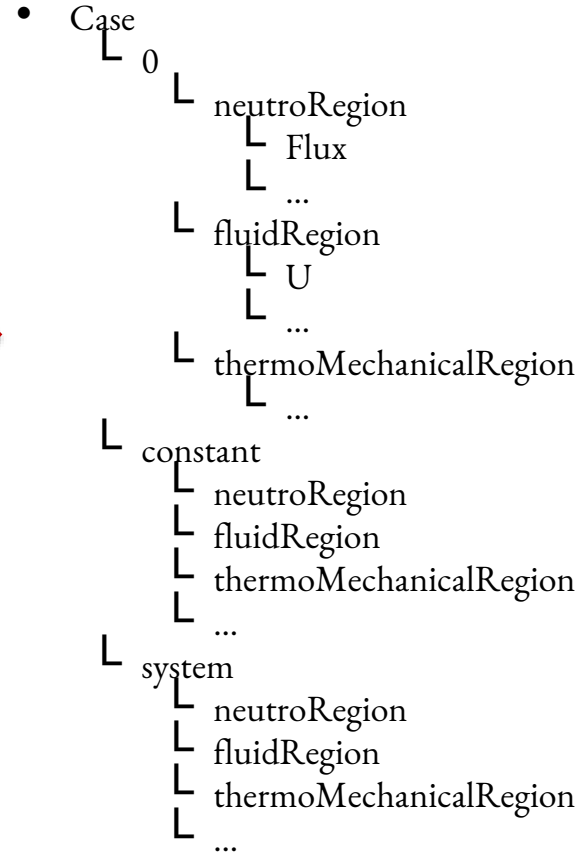 • Case
└ 0
└ neutroRegion
└ Flux
└ ...
└ fluidRegion
└ U
└ ...
└ thermoMechanicalRegion
└ ...
└ constant
└ neutroRegion
└ fluidRegion
└ thermoMechanicalRegion
└ ...
└ system
└ neutroRegion
└ fluidRegion
└ thermoMechanicalRegion
└ ...